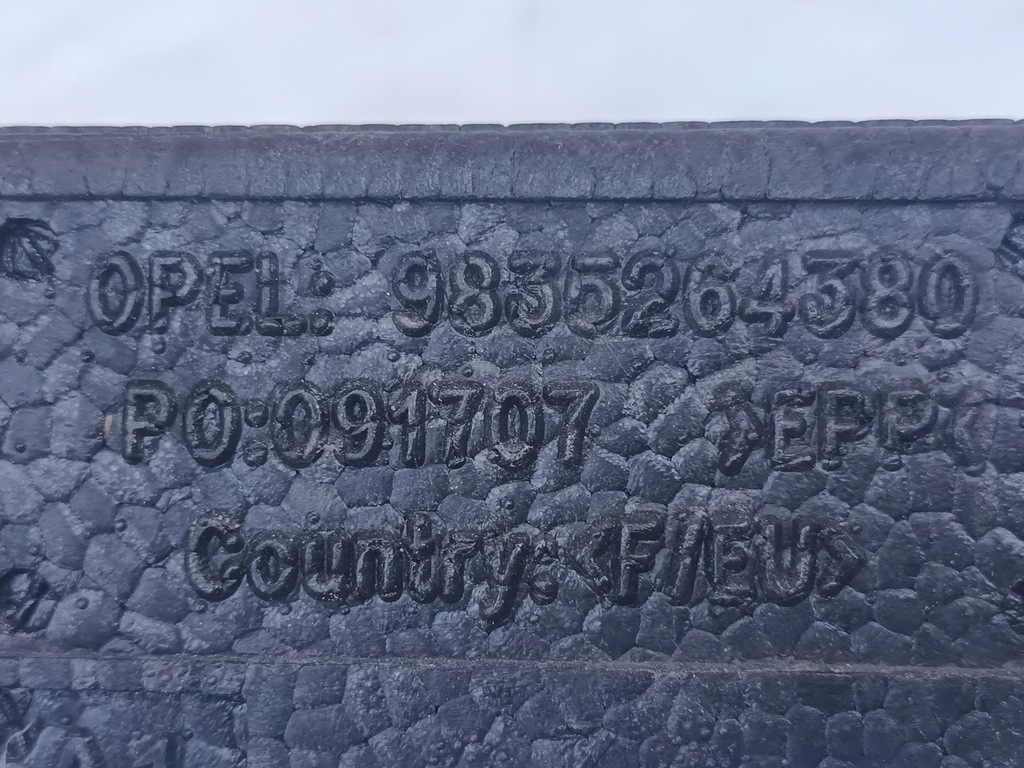 OPEL: 9835264380
PO:091707 >EPP<
Country: <F/EU>